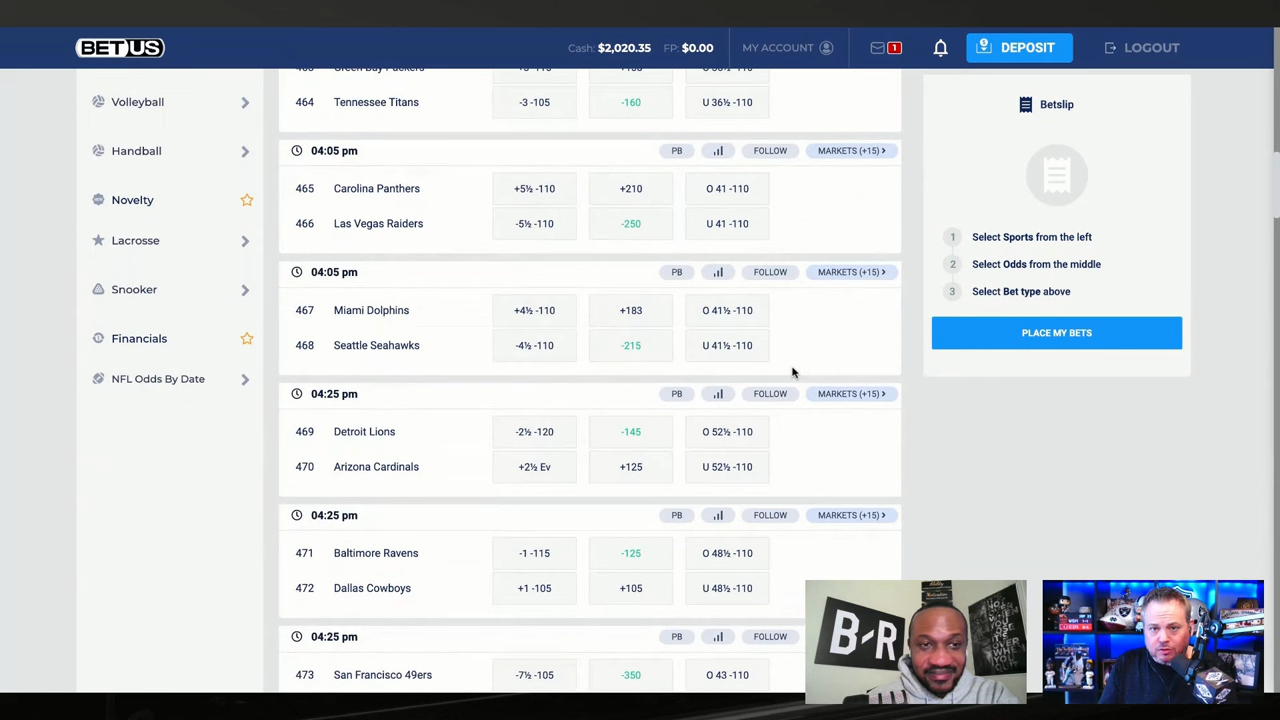 BETUS Cash: $2,020.35 FP: $0.00 MY ACCOUNT 1 DEPOSIT LOGOUT
Green Bay Packers
Volleyball
464 Tennessee Titans -3 -105 -160 U 36½ -110
Betslip
Handball
04:05 pm PB FOLLOW MARKETS (+15)
Novelty
465 Carolina Panthers +5½ -110 +210 O 41 -110
466 Las Vegas Raiders -5½ -110 -250 U 41 -110
Lacrosse
1 Select Sports from the left
2 Select Odds from the middle
3 Select Bet type above
PLACE MY BETS
Snooker
04:05 pm PB FOLLOW MARKETS (+15)
467 Miami Dolphins +4½ -110 +183 O 41½ -110
468 Seattle Seahawks -4½ -110 -215 U 41½ -110
Financials
NFL Odds By Date
04:25 pm PB FOLLOW MARKETS (+15)
469 Detroit Lions -2½ -120 -145 O 52½ -110
470 Arizona Cardinals +2½ Ev +125 U 52½ -110
04:25 pm PB FOLLOW MARKETS (+15)
471 Baltimore Ravens -1 -115 -125 O 48½ -110
472 Dallas Cowboys +1 -105 +105 U 48½ -110
04:25 pm PB FOLLOW
473 San Francisco 49ers -7½ -105 -350 O 43 -110
B R